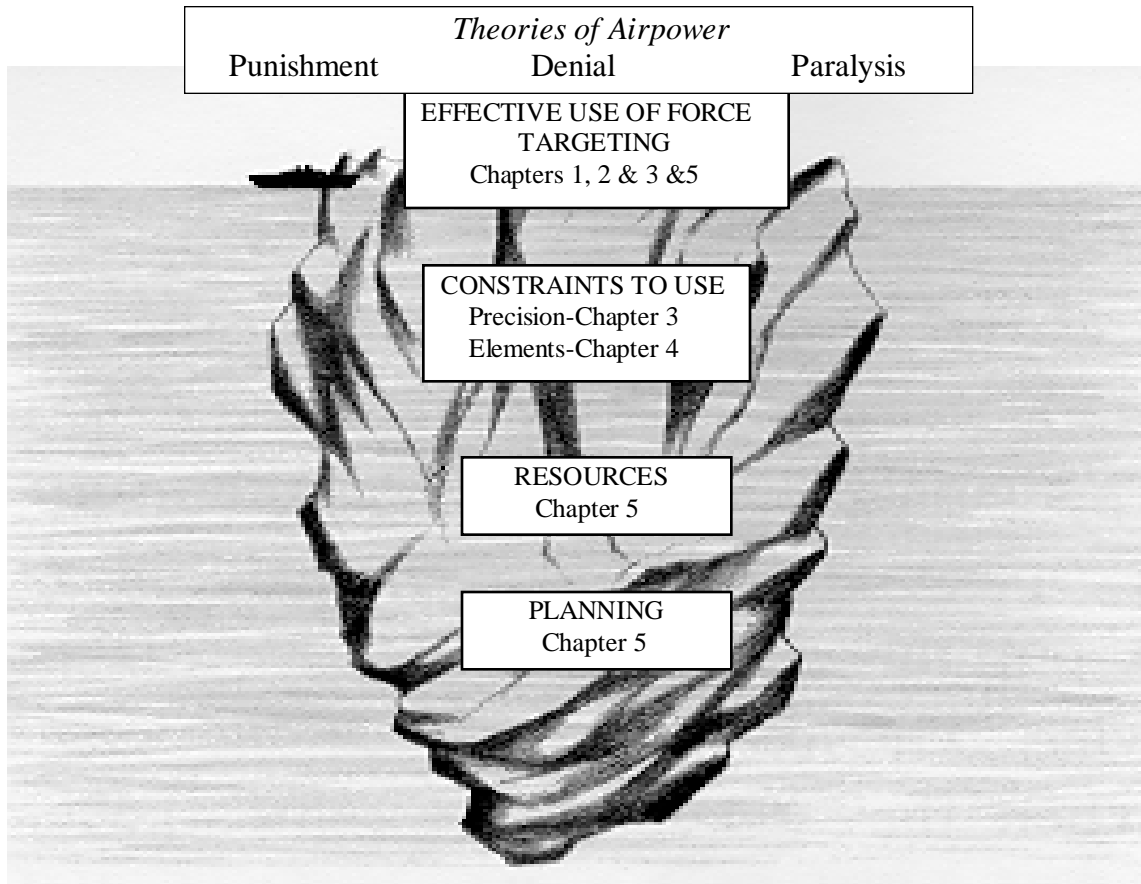 Theories of Airpower
Punishment Denial Paralysis
EFFECTIVE USE OF FORCE
TARGETING
Chapters 1, 2 & 3 &5
CONSTRAINTS TO USE
Precision-Chapter 3
Elements-Chapter 4
RESOURCES
Chapter 5
PLANNING
Chapter 5